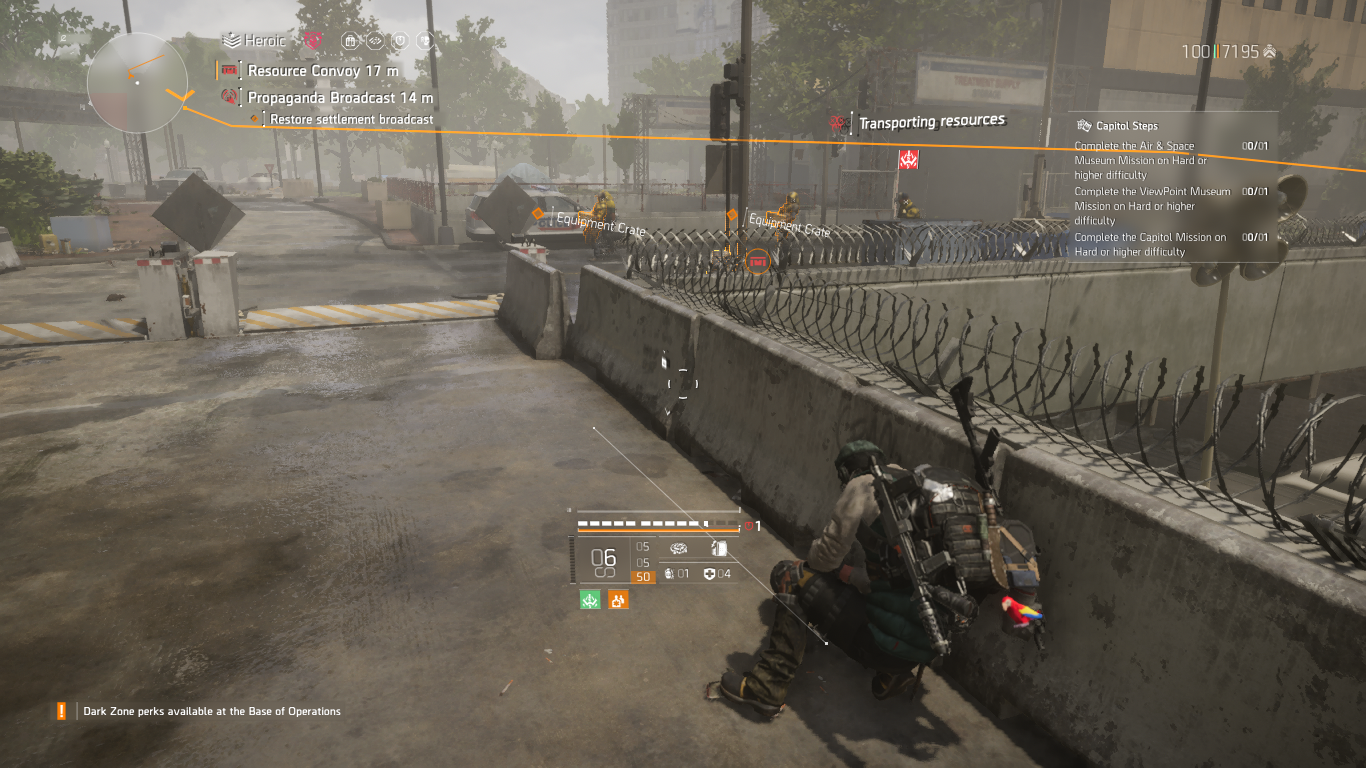 Heroic
Resource Convoy 17 m
Propaganda Broadcast 14 m
Restore settlement broadcast
100 7195
Transporting resources
TREATMENT SUPPLY
Capitol Steps
Complete the Air & Space 00/01
Museum Mission on Hard or
higher difficulty
Complete the ViewPoint Museum 00/01
Mission on Hard or higher
difficulty
Complete the Capitol Mission on 00/01
Hard or higher difficulty
Equipment Crate
Equipment Crate
1
06
05
05
50
01
04
Dark Zone perks available at the Base of Operations